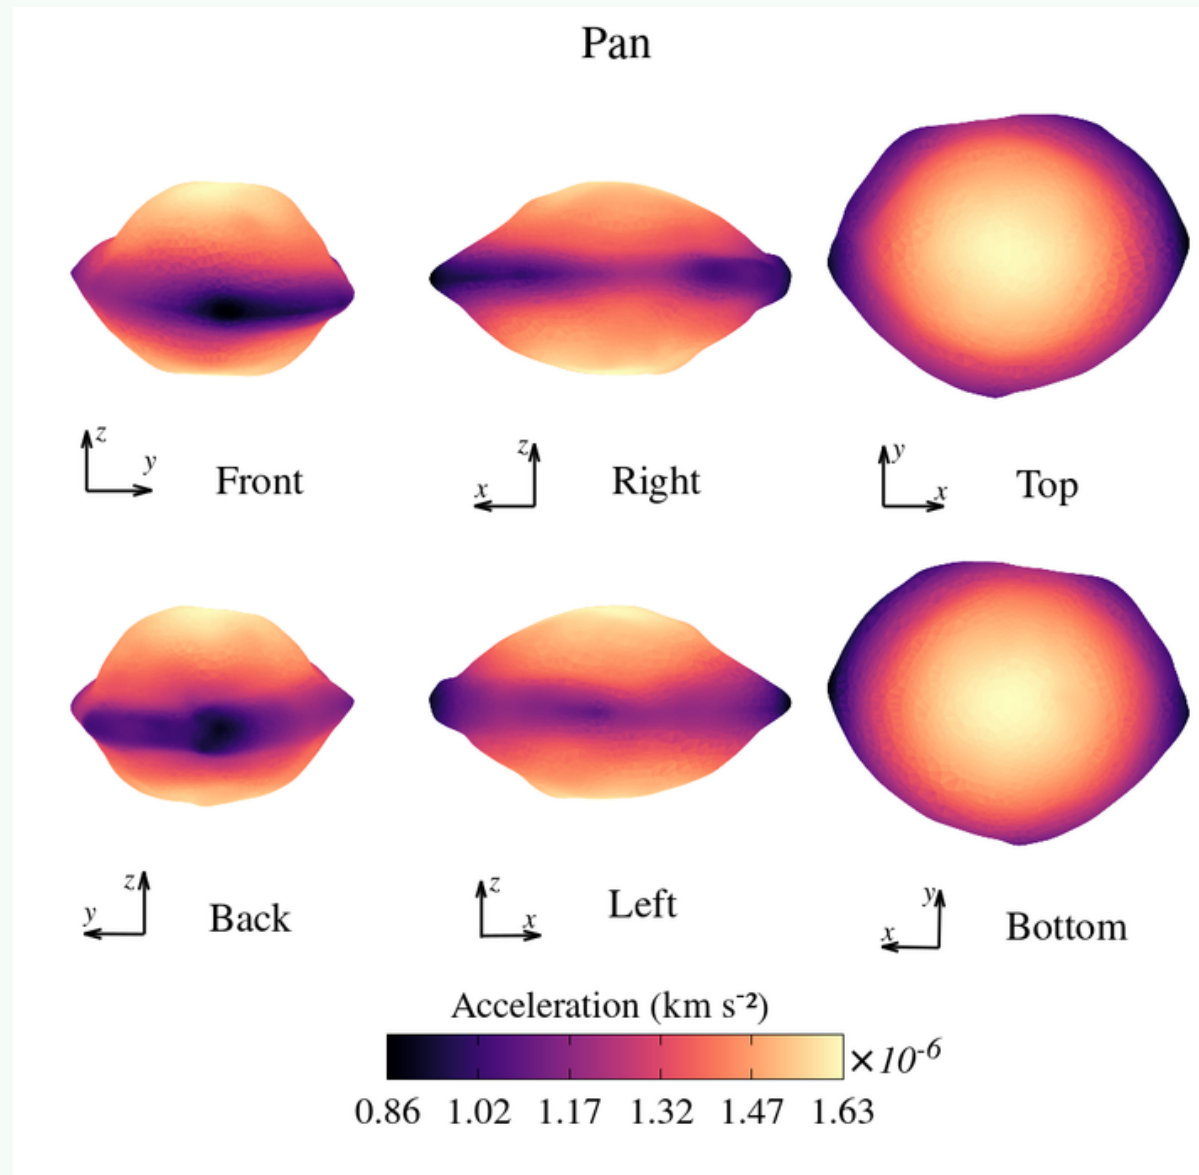 Pan
z
y
Front
z
x
Right
y
x
Top
z
y
Back
z
x
Left
y
x
Bottom
Acceleration (km s⁻²)
×10⁻⁶
0.86 1.02 1.17 1.32 1.47 1.63